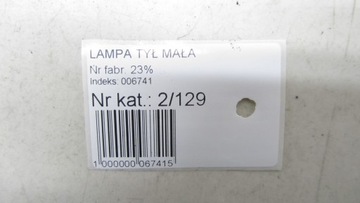 LAMPA TYŁ MAŁA
Nr fabr. 23%
Indeks: 006741
Nr kat.: 2/129
1 000000 067415